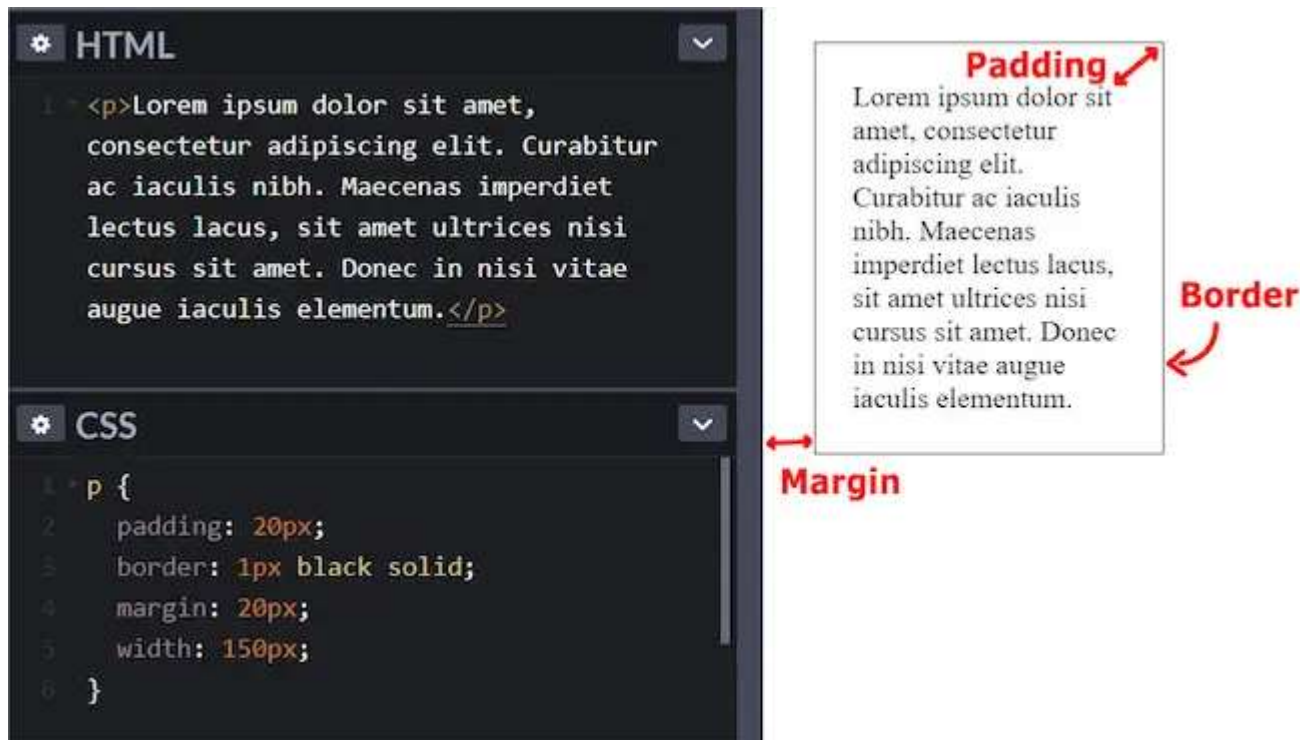 HTML
1 <p>Lorem ipsum dolor sit amet,
consectetur adipiscing elit. Curabitur
ac iaculis nibh. Maecenas imperdiet
lectus lacus, sit amet ultrices nisi
cursus sit amet. Donec in nisi vitae
augue iaculis elementum.</p>
CSS
1 p {
2 padding: 20px;
3 border: 1px black solid;
4 margin: 20px;
5 width: 150px;
6 }
Padding
Lorem ipsum dolor sit
amet, consectetur
adipiscing elit.
Curabitur ac iaculis
nibh. Maecenas
imperdiet lectus lacus,
sit amet ultrices nisi
cursus sit amet. Donec
in nisi vitae augue
iaculis elementum.
Border
Margin